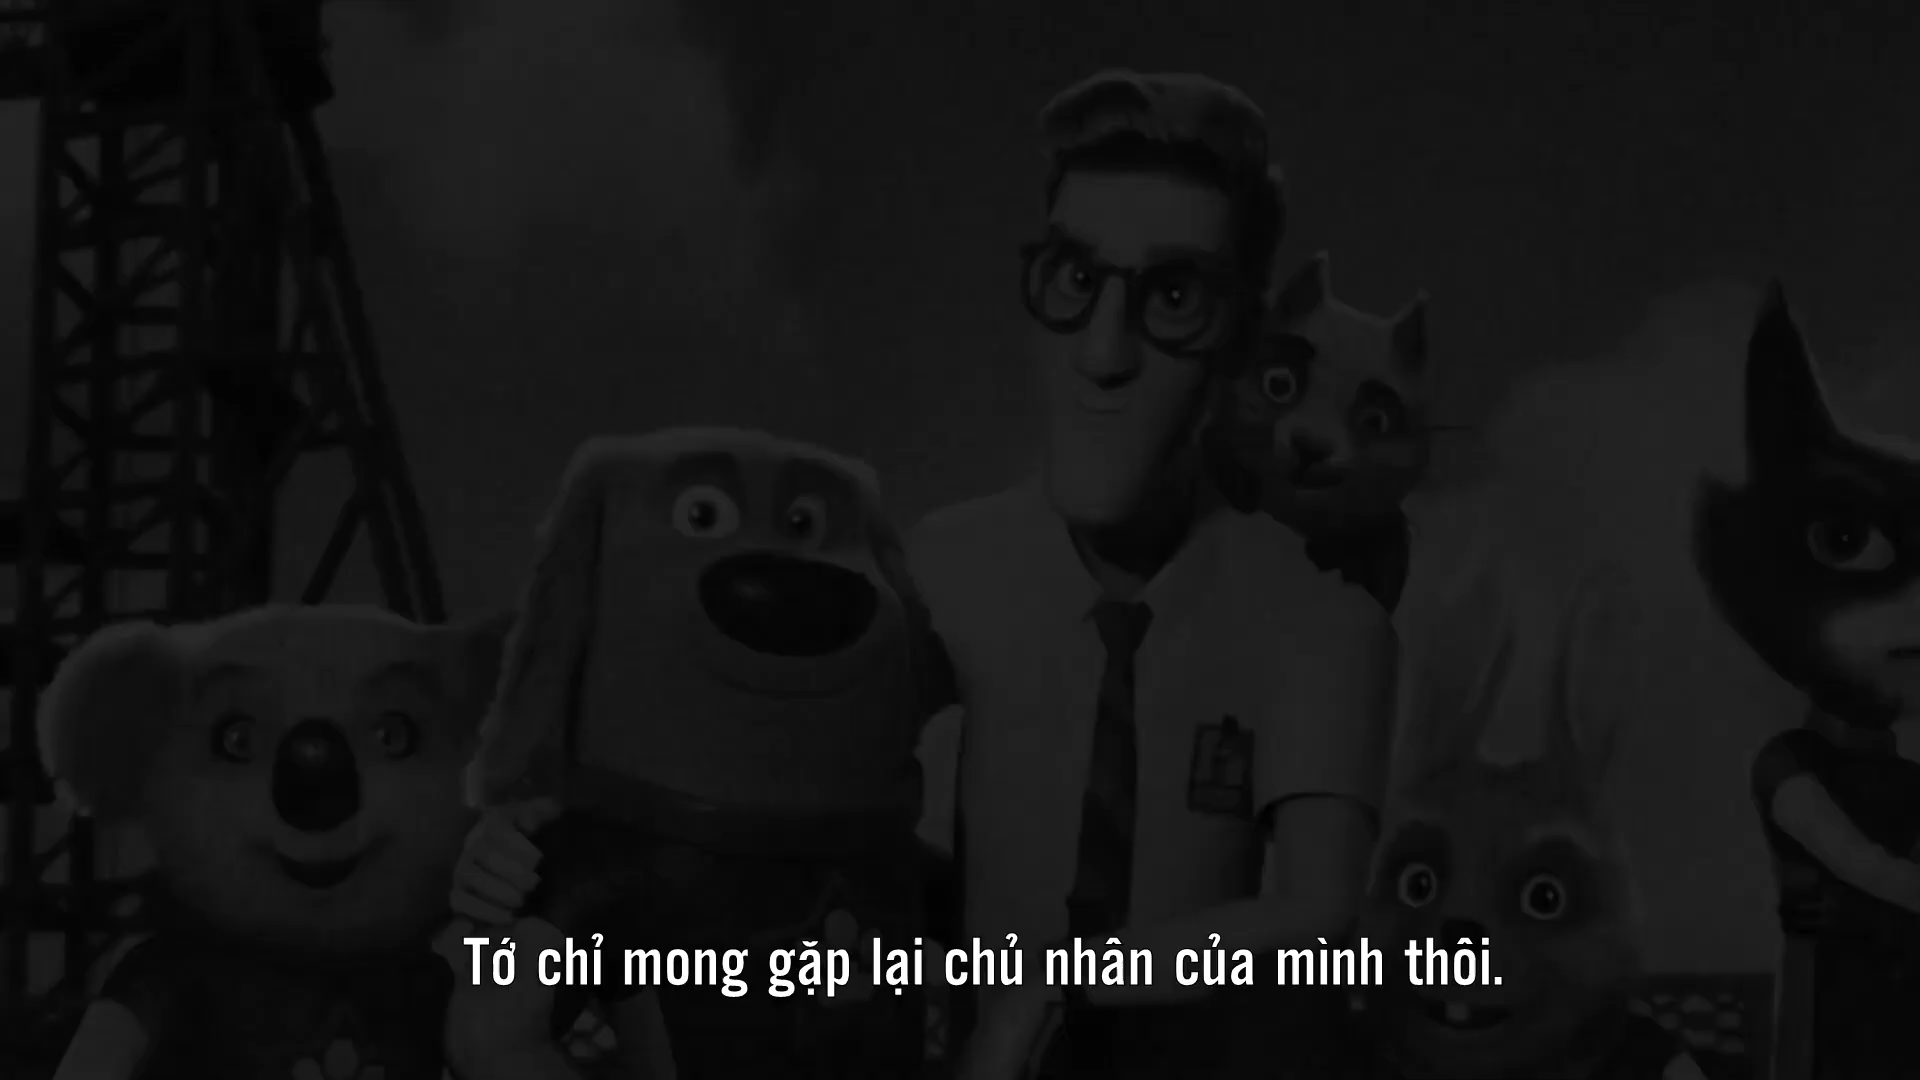 Tớ chỉ mong gặp lại chủ nhân của mình thôi.